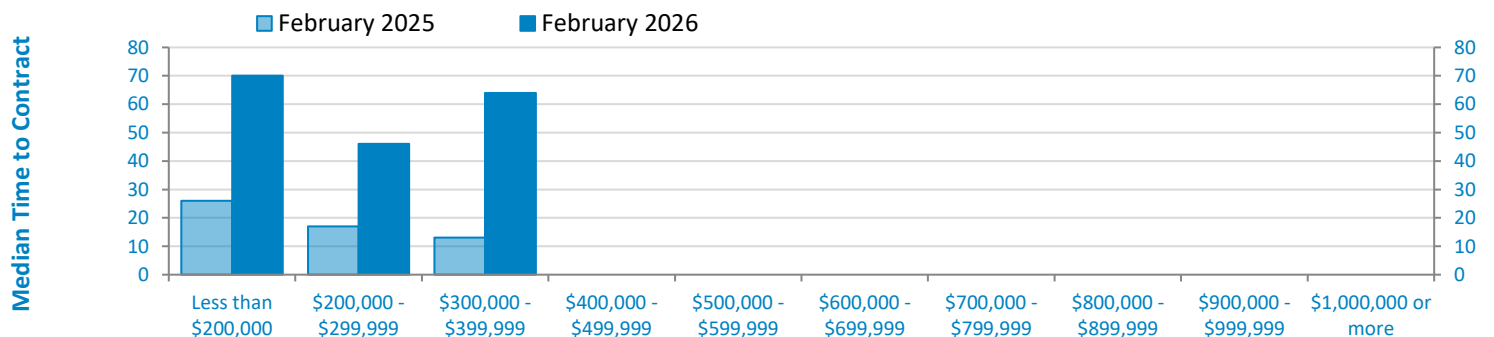 February 2025 February 2026
Median Time to Contract
80 80
70 70
60 60
50 50
40 40
30 30
20 20
10 10
0 0
Less than $200,000 - $300,000 - $400,000 - $500,000 - $600,000 - $700,000 - $800,000 - $900,000 - $1,000,000 or
$200,000 $299,999 $399,999 $499,999 $599,999 $699,999 $799,999 $899,999 $999,999 more